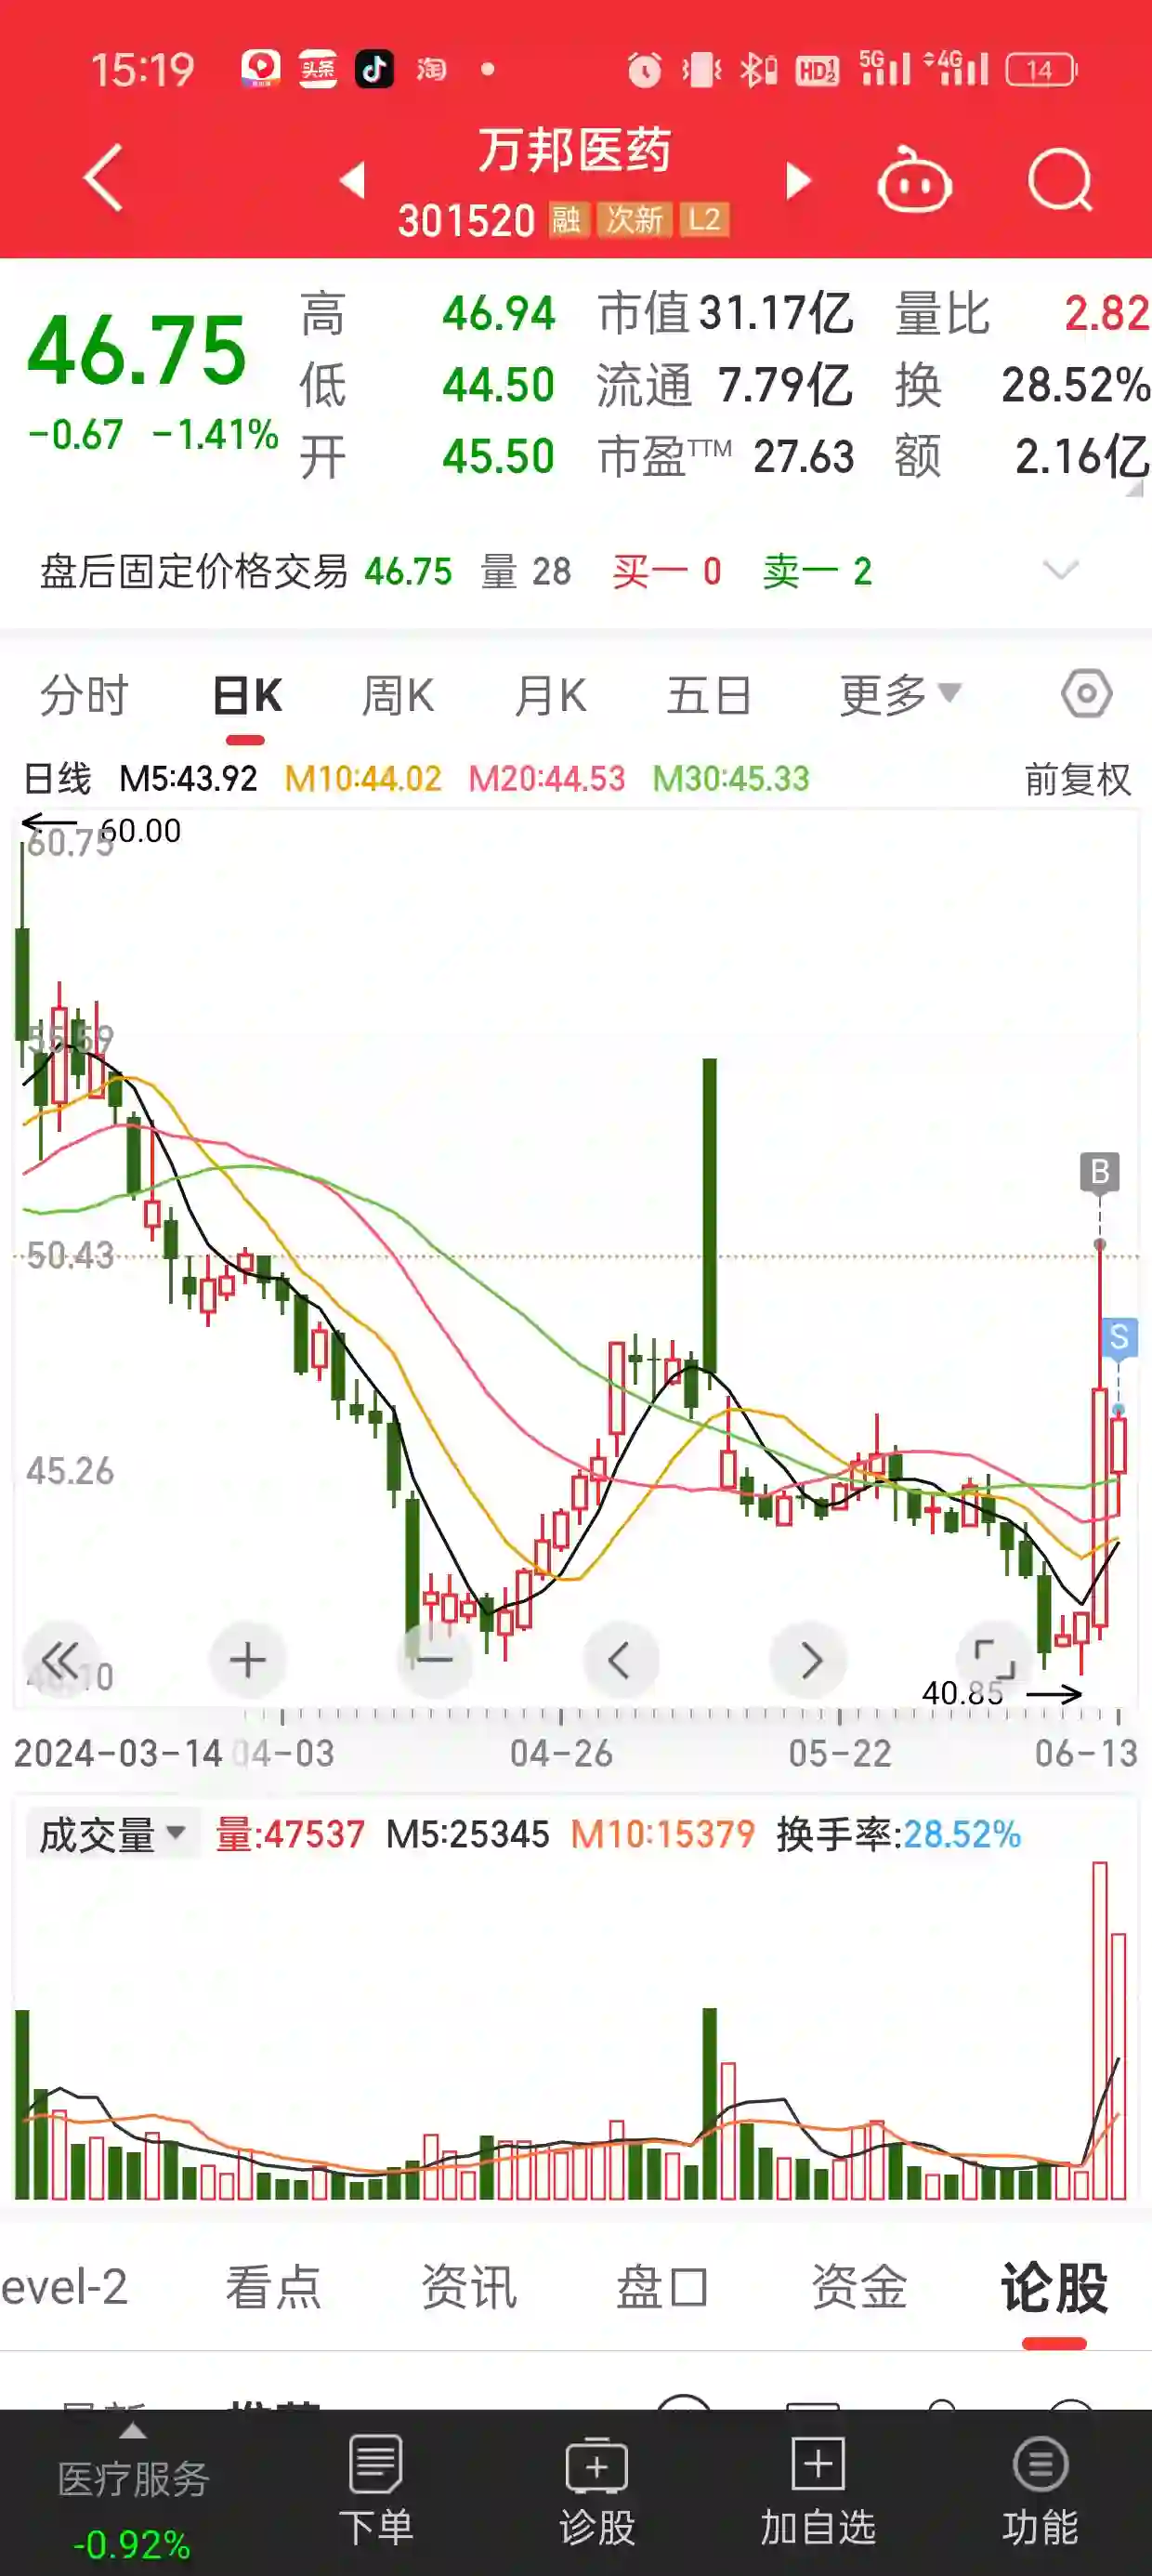 15:19 头条 淘 HD 5G 4G 14
万邦医药
301520 融 次新 L2
46.75 高 46.94 市值 31.17亿 量比 2.82
低 44.50 流通 7.79亿 换 28.52%
-0.67 -1.41% 开 45.50 市盈TTM 27.63 额 2.16亿
盘后固定价格交易 46.75 量 28 买一 0 卖一 2
分时 日K 周K 月K 五日 更多
日线 M5:43.92 M10:44.02 M20:44.53 M30:45.33 前复权
60.00
60.75
55.59
B
50.43
S
45.26
40.85
2024-03-14 04-03 04-26 05-22 06-13
成交量 量:47537 M5:25345 M10:15379 换手率:28.52%
evel-2 看点 资讯 盘口 资金 论股
医疗服务 下单 诊股 加自选 功能
-0.92%